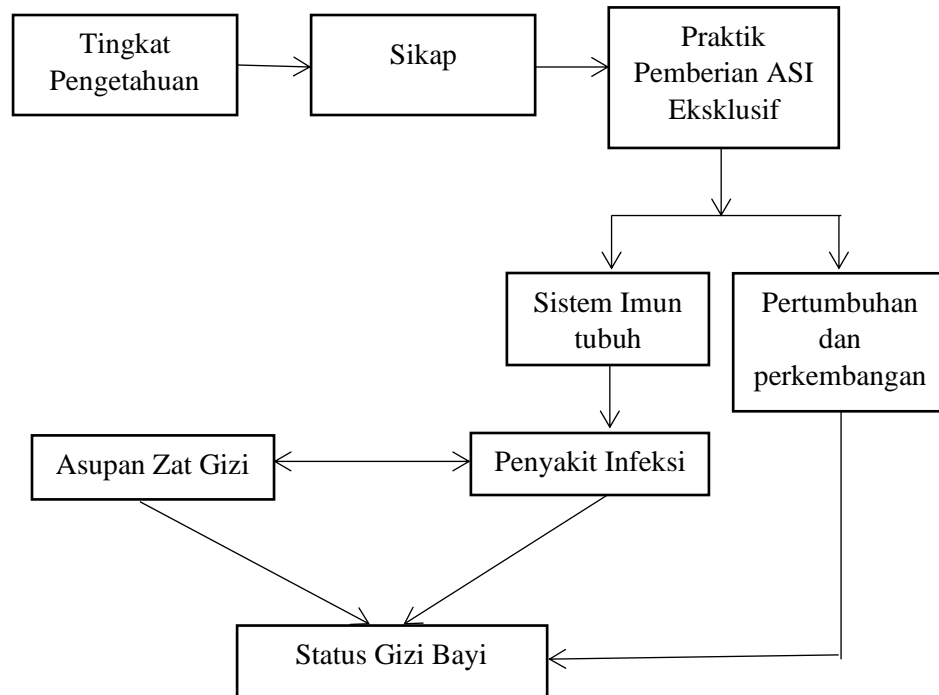 Tingkat
Pengetahuan
Sikap
Praktik
Pemberian ASI
Eksklusif
Sistem Imun
tubuh
Pertumbuhan
dan
perkembangan
Asupan Zat Gizi
Penyakit Infeksi
Status Gizi Bayi